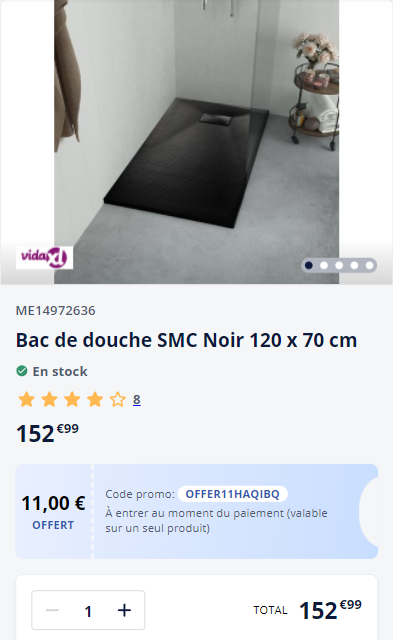 vidaXL
ME14972636
Bac de douche SMC Noir 120 x 70 cm
En stock
8
152€99
11,00 €
OFFERT
Code promo: OFFER11HAQIBQ
À entrer au moment du paiement (valable
sur un seul produit)
1
TOTAL 152€99